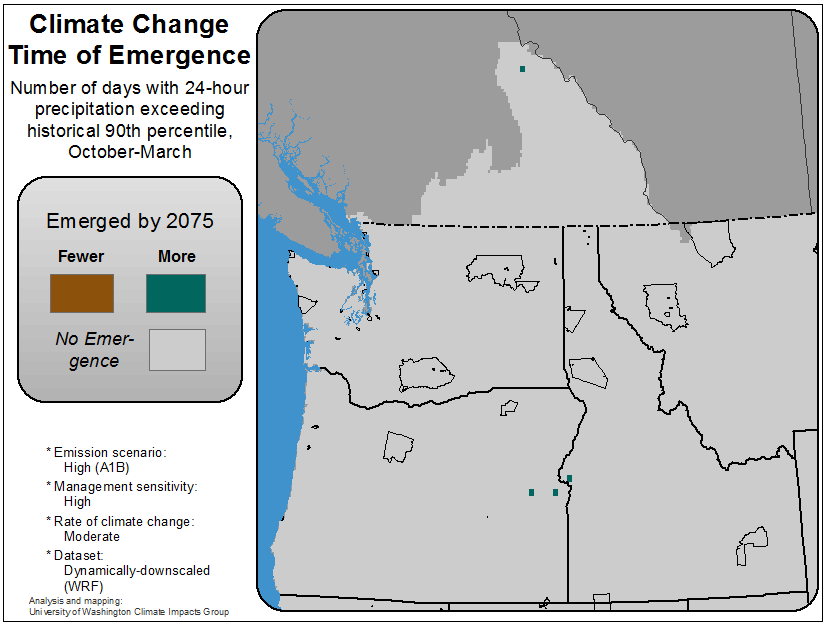 Climate Change
Time of Emergence
Number of days with 24-hour
precipitation exceeding
historical 90th percentile,
October-March
Emerged by 2075
Fewer More
No Emer-
gence
* Emission scenario:
High (A1B)
* Management sensitivity:
High
* Rate of climate change:
Moderate
* Dataset:
Dynamically-downscaled
(WRF)
Analysis and mapping:
University of Washington Climate Impacts Group